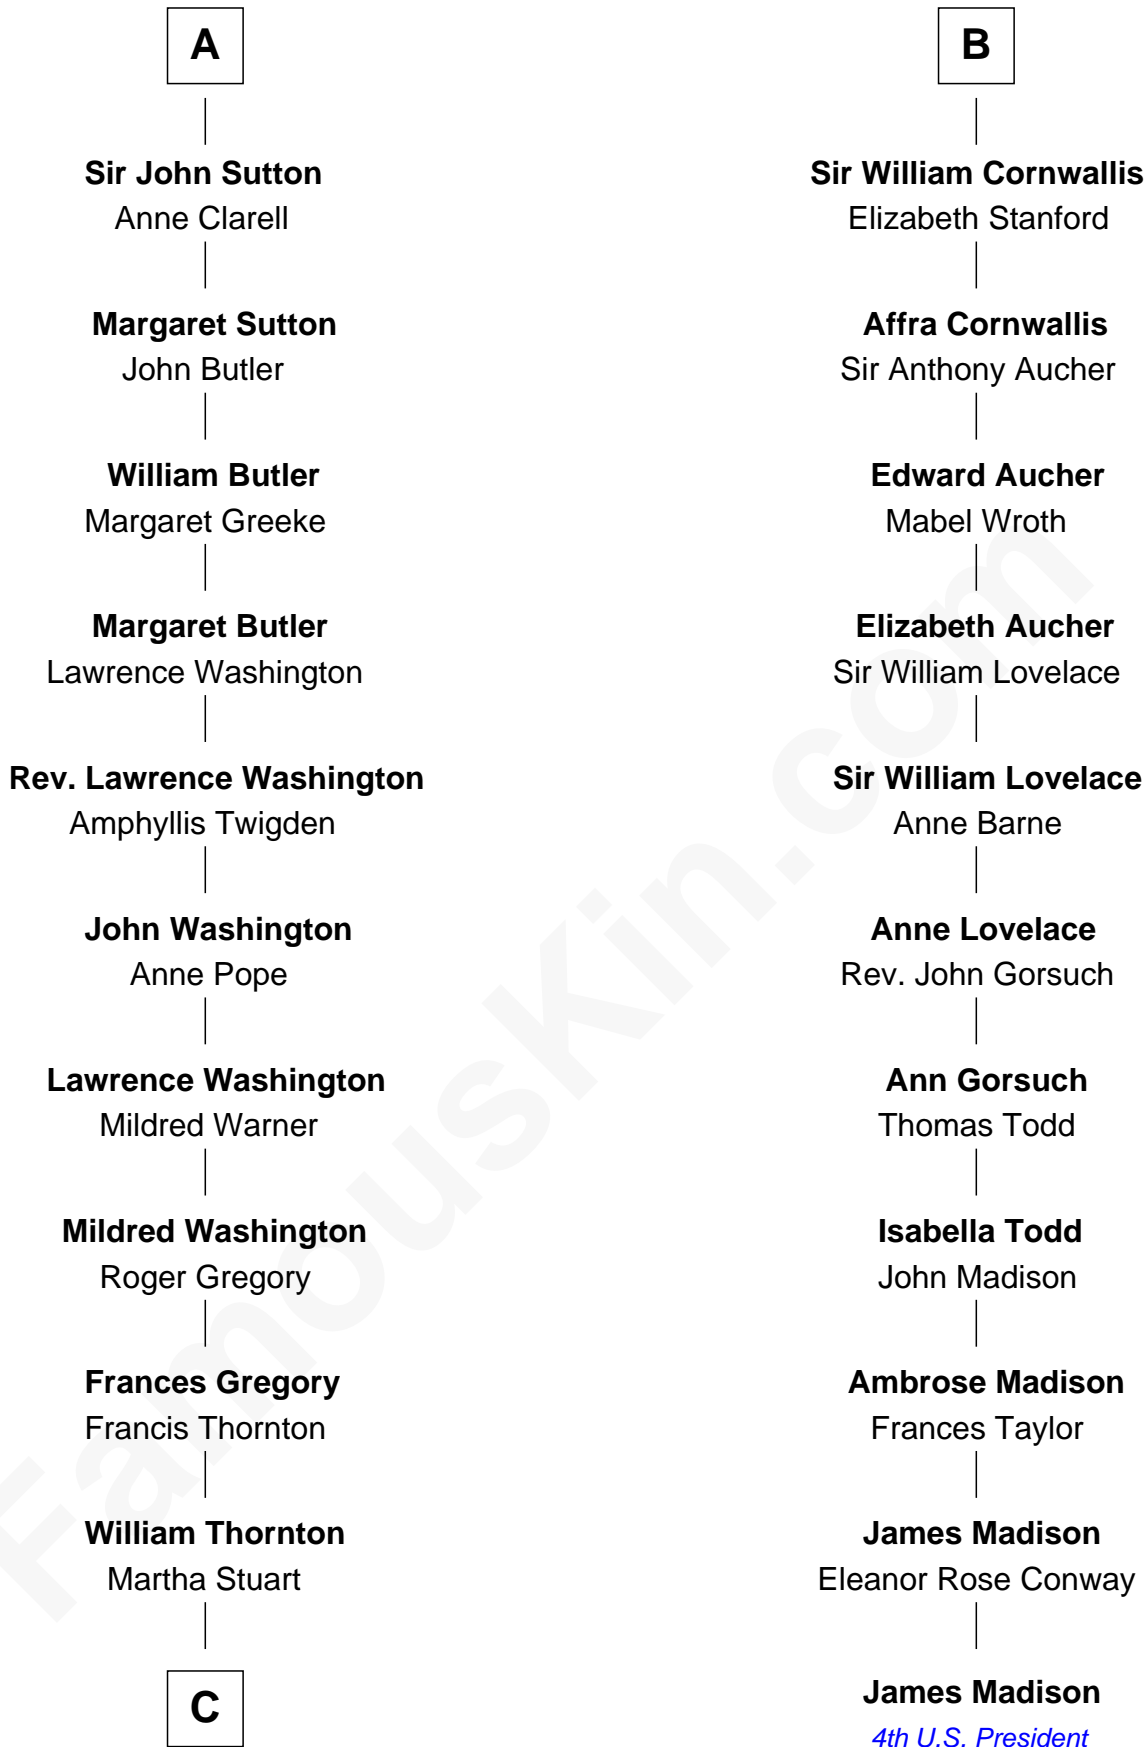 A
Sir John Sutton
Anne Clarell
Margaret Sutton
John Butler
William Butler
Margaret Greeke
Margaret Butler
Lawrence Washington
Rev. Lawrence Washington
Amphyllis Twigden
John Washington
Anne Pope
Lawrence Washington
Mildred Warner
Mildred Washington
Roger Gregory
Frances Gregory
Francis Thornton
William Thornton
Martha Stuart
C
B
Sir William Cornwallis
Elizabeth Stanford
Affra Cornwallis
Sir Anthony Aucher
Edward Aucher
Mabel Wroth
Elizabeth Aucher
Sir William Lovelace
Sir William Lovelace
Anne Barne
Anne Lovelace
Rev. John Gorsuch
Ann Gorsuch
Thomas Todd
Isabella Todd
John Madison
Ambrose Madison
Frances Taylor
James Madison
Eleanor Rose Conway
James Madison
4th U.S. President
FamousKin.com